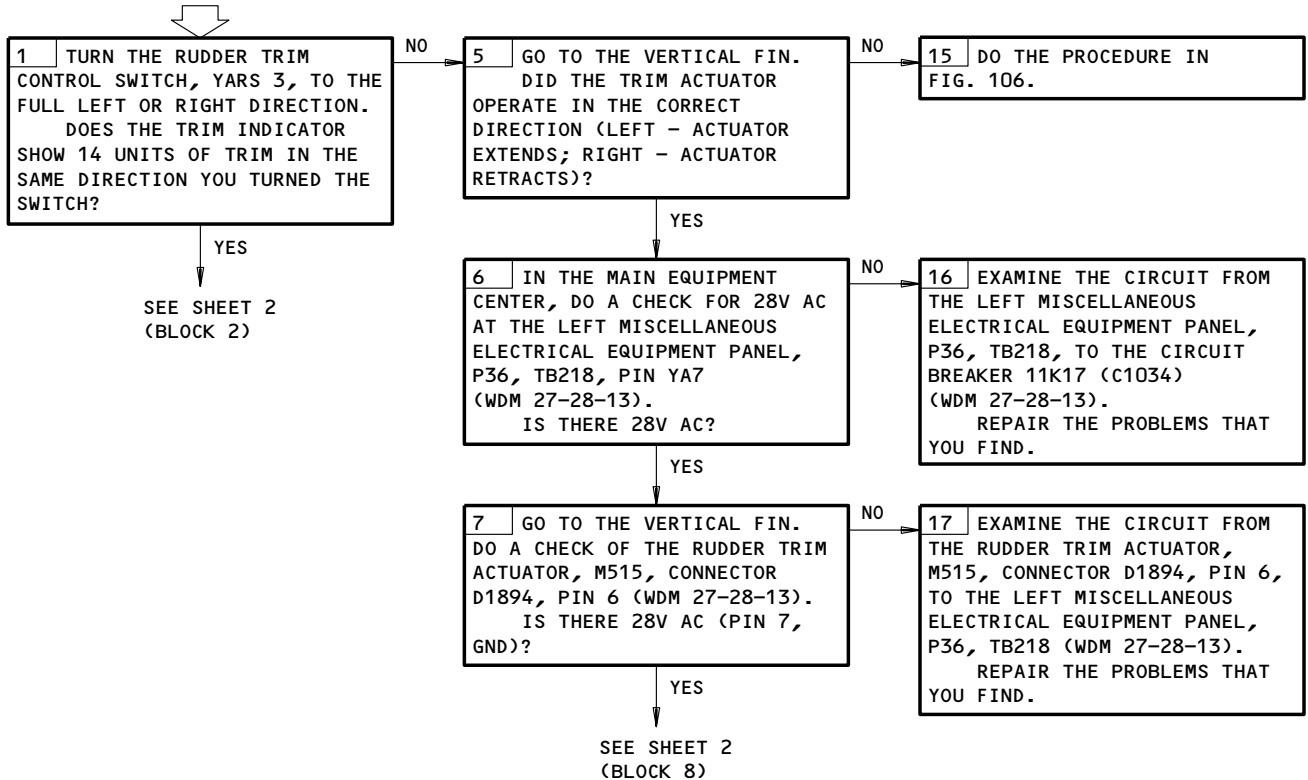 1 TURN THE RUDDER TRIM
CONTROL SWITCH, YARS 3, TO THE
FULL LEFT OR RIGHT DIRECTION.
DOES THE TRIM INDICATOR
SHOW 14 UNITS OF TRIM IN THE
SAME DIRECTION YOU TURNED THE
SWITCH?
NO
YES
SEE SHEET 2
(BLOCK 2)
5 GO TO THE VERTICAL FIN.
DID THE TRIM ACTUATOR
OPERATE IN THE CORRECT
DIRECTION (LEFT – ACTUATOR
EXTENDS; RIGHT – ACTUATOR
RETRACTS)?
NO
YES
15 DO THE PROCEDURE IN
FIG. 106.
6 IN THE MAIN EQUIPMENT
CENTER, DO A CHECK FOR 28V AC
AT THE LEFT MISCELLANEOUS
ELECTRICAL EQUIPMENT PANEL,
P36, TB218, PIN YA7
(WDM 27-28-13).
IS THERE 28V AC?
NO
YES
16 EXAMINE THE CIRCUIT FROM
THE LEFT MISCELLANEOUS
ELECTRICAL EQUIPMENT PANEL,
P36, TB218, TO THE CIRCUIT
BREAKER 11K17 (C1034)
(WDM 27-28-13).
REPAIR THE PROBLEMS THAT
YOU FIND.
7 GO TO THE VERTICAL FIN.
DO A CHECK OF THE RUDDER TRIM
ACTUATOR, M515, CONNECTOR
D1894, PIN 6 (WDM 27-28-13).
IS THERE 28V AC (PIN 7,
GND)?
NO
YES
17 EXAMINE THE CIRCUIT FROM
THE RUDDER TRIM ACTUATOR,
M515, CONNECTOR D1894, PIN 6,
TO THE LEFT MISCELLANEOUS
ELECTRICAL EQUIPMENT PANEL,
P36, TB218 (WDM 27-28-13).
REPAIR THE PROBLEMS THAT
YOU FIND.
SEE SHEET 2
(BLOCK 8)